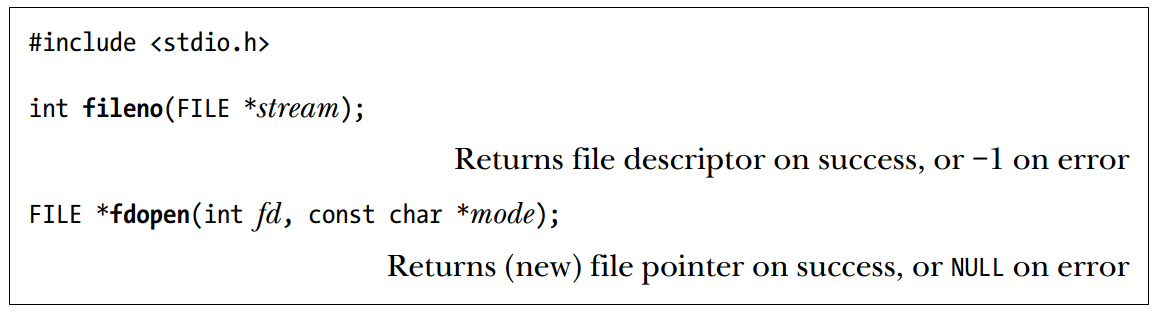 #include <stdio.h>
int fileno(FILE *stream);
Returns file descriptor on success, or −1 on error
FILE *fdopen(int fd, const char *mode);
Returns (new) file pointer on success, or NULL on error